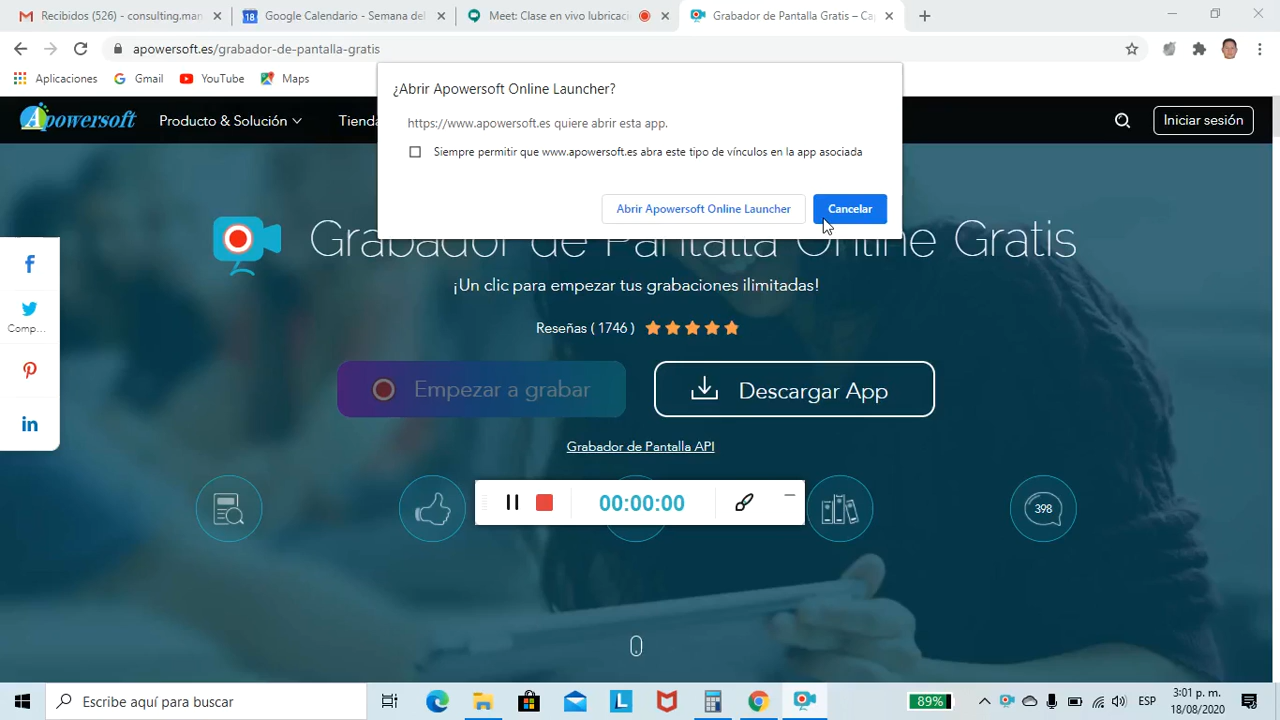 Recibidos (526) - consulting.man
Google Calendario - Semana del
Meet: Clase en vivo lubricaci
Grabador de Pantalla Gratis – Ca
apowersoft.es/grabador-de-pantalla-gratis
Aplicaciones
Gmail
YouTube
Maps
¿Abrir Apowersoft Online Launcher?
https://www.apowersoft.es quiere abrir esta app.
Siempre permitir que www.apowersoft.es abra este tipo de vínculos en la app asociada
Abrir Apowersoft Online Launcher
Cancelar
Apowersoft
Producto & Solución
Tienda
Iniciar sesión
Grabador de Pantalla Online Gratis
¡Un clic para empezar tus grabaciones ilimitadas!
Reseñas ( 1746 )
Comp...
Empezar a grabar
Descargar App
Grabador de Pantalla API
00:00:00
398
Escribe aquí para buscar
89%
ESP
3:01 p. m.
18/08/2020